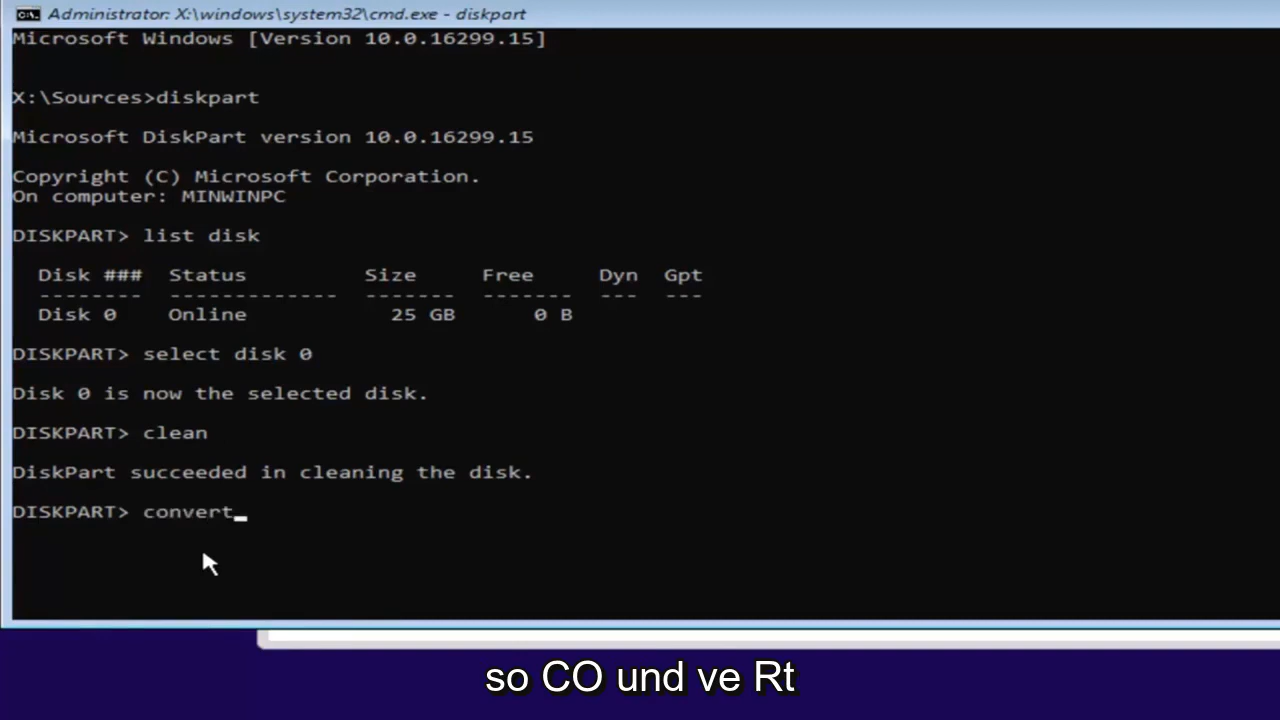 Administrator: X:\windows\system32\cmd.exe - diskpart
Microsoft Windows [Version 10.0.16299.15]
X:\Sources>diskpart
Microsoft DiskPart version 10.0.16299.15
Copyright (C) Microsoft Corporation.
On computer: MINWINPC
DISKPART> list disk
  Disk ###  Status         Size     Free     Dyn  Gpt
  --------  -------------  -------  -------  ---  ---
  Disk 0    Online           25 GB      0 B
DISKPART> select disk 0
Disk 0 is now the selected disk.
DISKPART> clean
DiskPart succeeded in cleaning the disk.
DISKPART> convert_
so CO und ve Rt